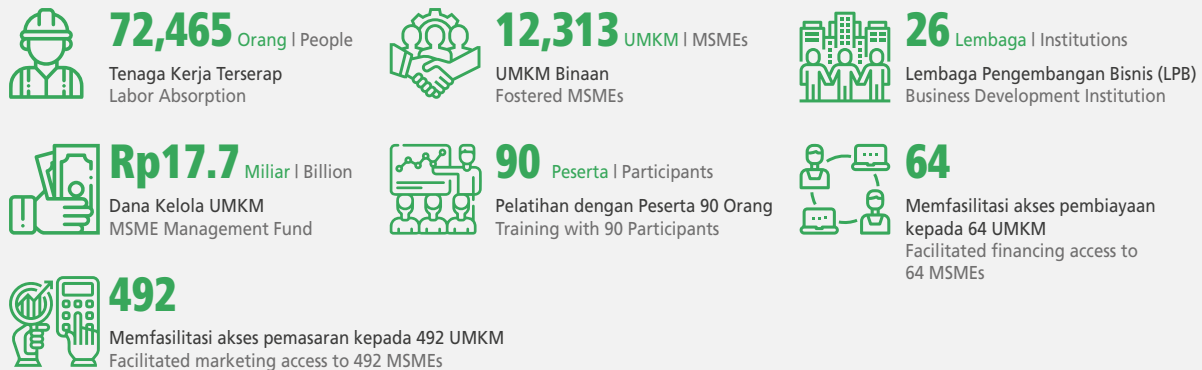 72,465 Orang | People
Tenaga Kerja Terserap
Labor Absorption
12,313 UMKM | MSMEs
UMKM Binaan
Fostered MSMEs
26 Lembaga | Institutions
Lembaga Pengembangan Bisnis (LPB)
Business Development Institution
Rp17.7 Miliar | Billion
Dana Kelola UMKM
MSME Management Fund
90 Peserta | Participants
Pelatihan dengan Peserta 90 Orang
Training with 90 Participants
64
Memfasilitasi akses pembiayaan
kepada 64 UMKM
Facilitated financing access to
64 MSMEs
492
Memfasilitasi akses pemasaran kepada 492 UMKM
Facilitated marketing access to 492 MSMEs